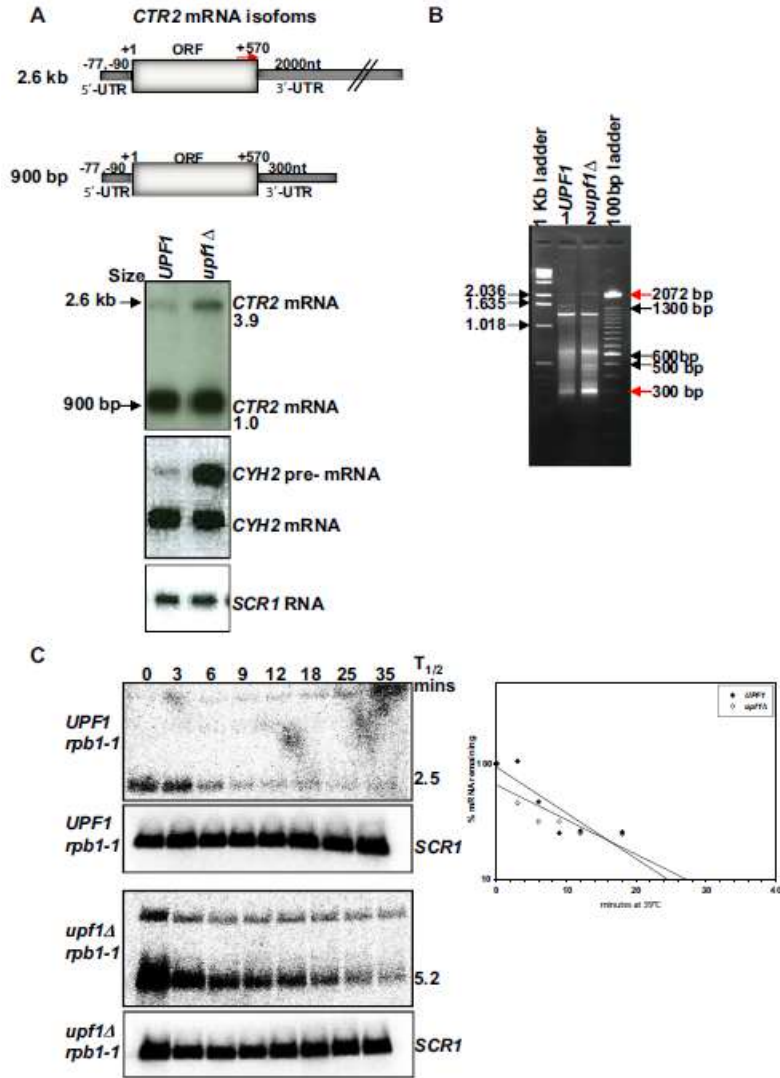 A
CTR2 mRNA isofoms
2.6 kb
-77,-90
+1
ORF
+570
2000nt
5´-UTR
3´-UTR
900 bp
-77, -90
+1
ORF
+570
300nt
5´-UTR
3´-UTR
Size
UPF1
upf1Δ
2.6 kb
CTR2 mRNA
3.9
900 bp
CTR2 mRNA
1.0
CYH2 pre- mRNA
CYH2 mRNA
SCR1 RNA
B
1 Kb ladder
1 UPF1
2 upf1Δ
100bp ladder
2.036
1.635
1.018
2072 bp
1300 bp
600bp
500 bp
300 bp
C
0 3 6 9 12 18 25 35
T1/2
mins
UPF1
rpb1-1
2.5
UPF1
rpb1-1
SCR1
upf1Δ
rpb1-1
5.2
upf1Δ
rpb1-1
SCR1
UPF1
upf1Δ
% mRNA remaining
100
10
0 10 20 30 40
minutes at 39°C